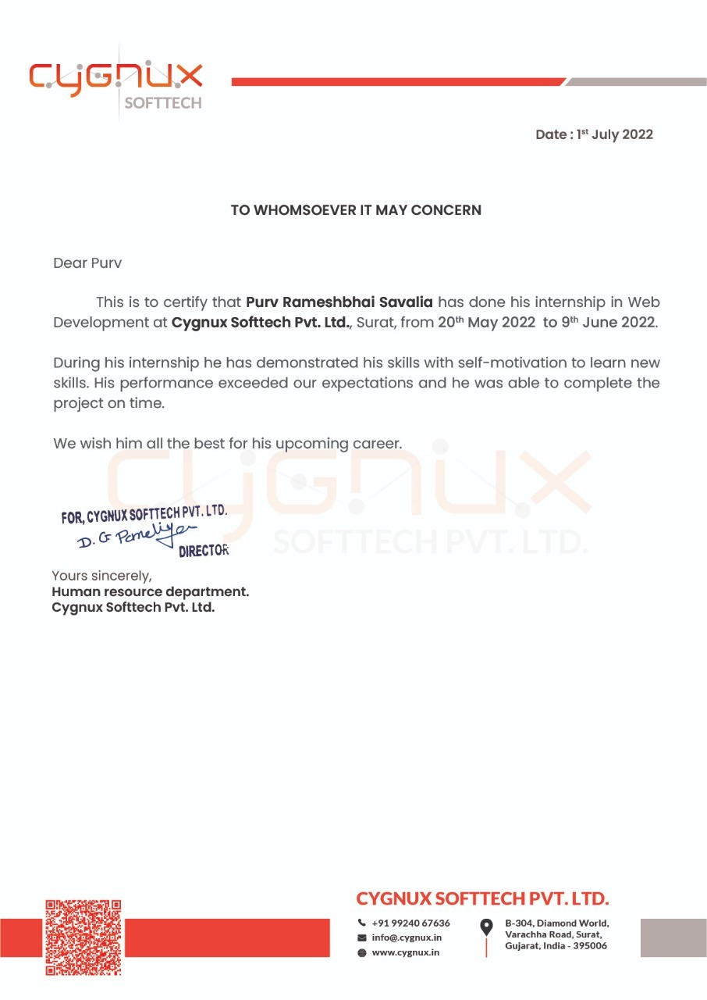 cygnux
SOFTTECH
Date : 1st July 2022
TO WHOMSOEVER IT MAY CONCERN
Dear Purv
This is to certify that Purv Rameshbhai Savalia has done his internship in Web
Development at Cygnux Softtech Pvt. Ltd., Surat, from 20th May 2022 to 9th June 2022.
During his internship he has demonstrated his skills with self-motivation to learn new
skills. His performance exceeded our expectations and he was able to complete the
project on time.
We wish him all the best for his upcoming career.
cygnux
SOFTTECH PVT. LTD.
FOR, CYGNUX SOFTTECH PVT. LTD.
D. G
DIRECTOR
Yours sincerely,
Human resource department.
Cygnux Softtech Pvt. Ltd.
CYGNUX SOFTTECH PVT. LTD.
+91 99240 67636
info@.cygnux.in
www.cygnux.in
B-304, Diamond World,
Varachha Road, Surat,
Gujarat, India - 395006